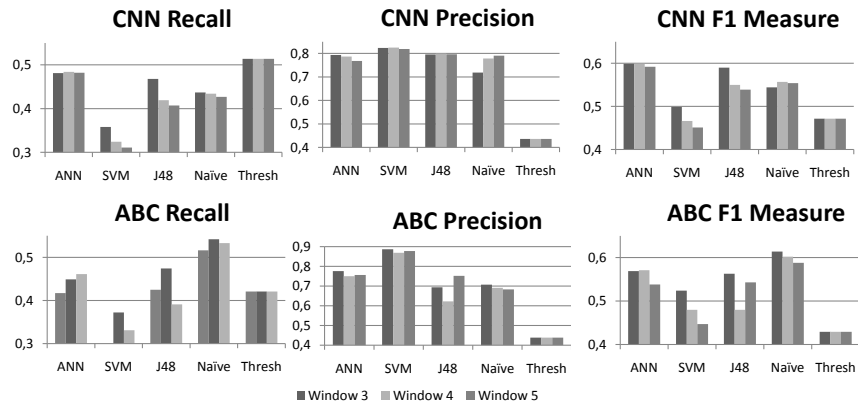 CNN Recall
0,5
0,4
0,3
ANN SVM J48 Naïve Thresh
CNN Precision
0,8
0,7
0,6
0,5
0,4
ANN SVM J48 Naïve Thresh
CNN F1 Measure
0,6
0,5
0,4
ANN SVM J48 Naïve Thresh
ABC Recall
0,5
0,4
0,3
ANN SVM J48 Naïve Thresh
ABC Precision
0,9
0,8
0,7
0,6
0,5
0,4
ANN SVM J48 Naïve Thresh
ABC F1 Measure
0,6
0,5
0,4
ANN SVM J48 Naïve Thresh
Window 3 Window 4 Window 5